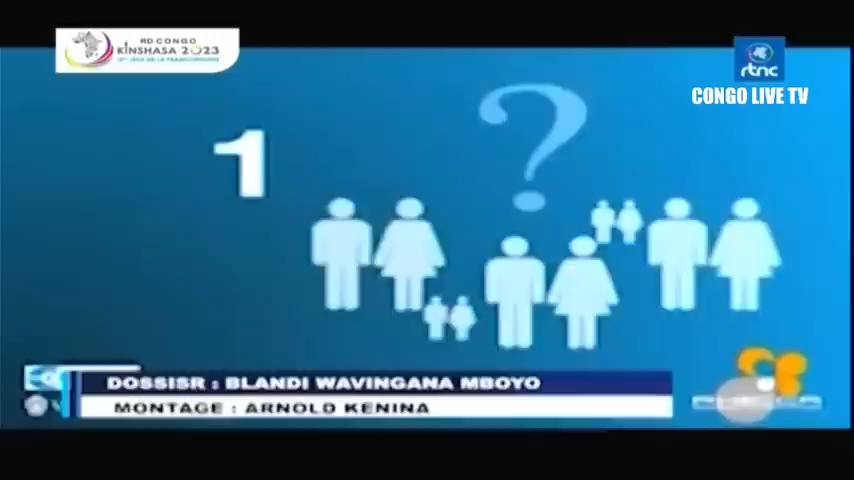 RD CONGO
KINSHASA 2023
rtnc
CONGO LIVE TV
1
?
DOSSISR : BLANDI WAVINGANA MBOYO
MONTAGE : ARNOLD KENINA